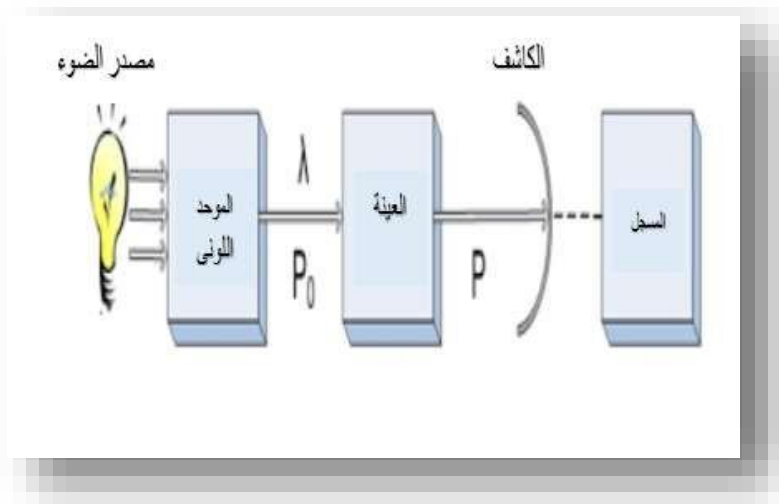 مصدر الضوء
الكاشف
الموحد
اللونى
λ
P₀
العينة
P
المسجل